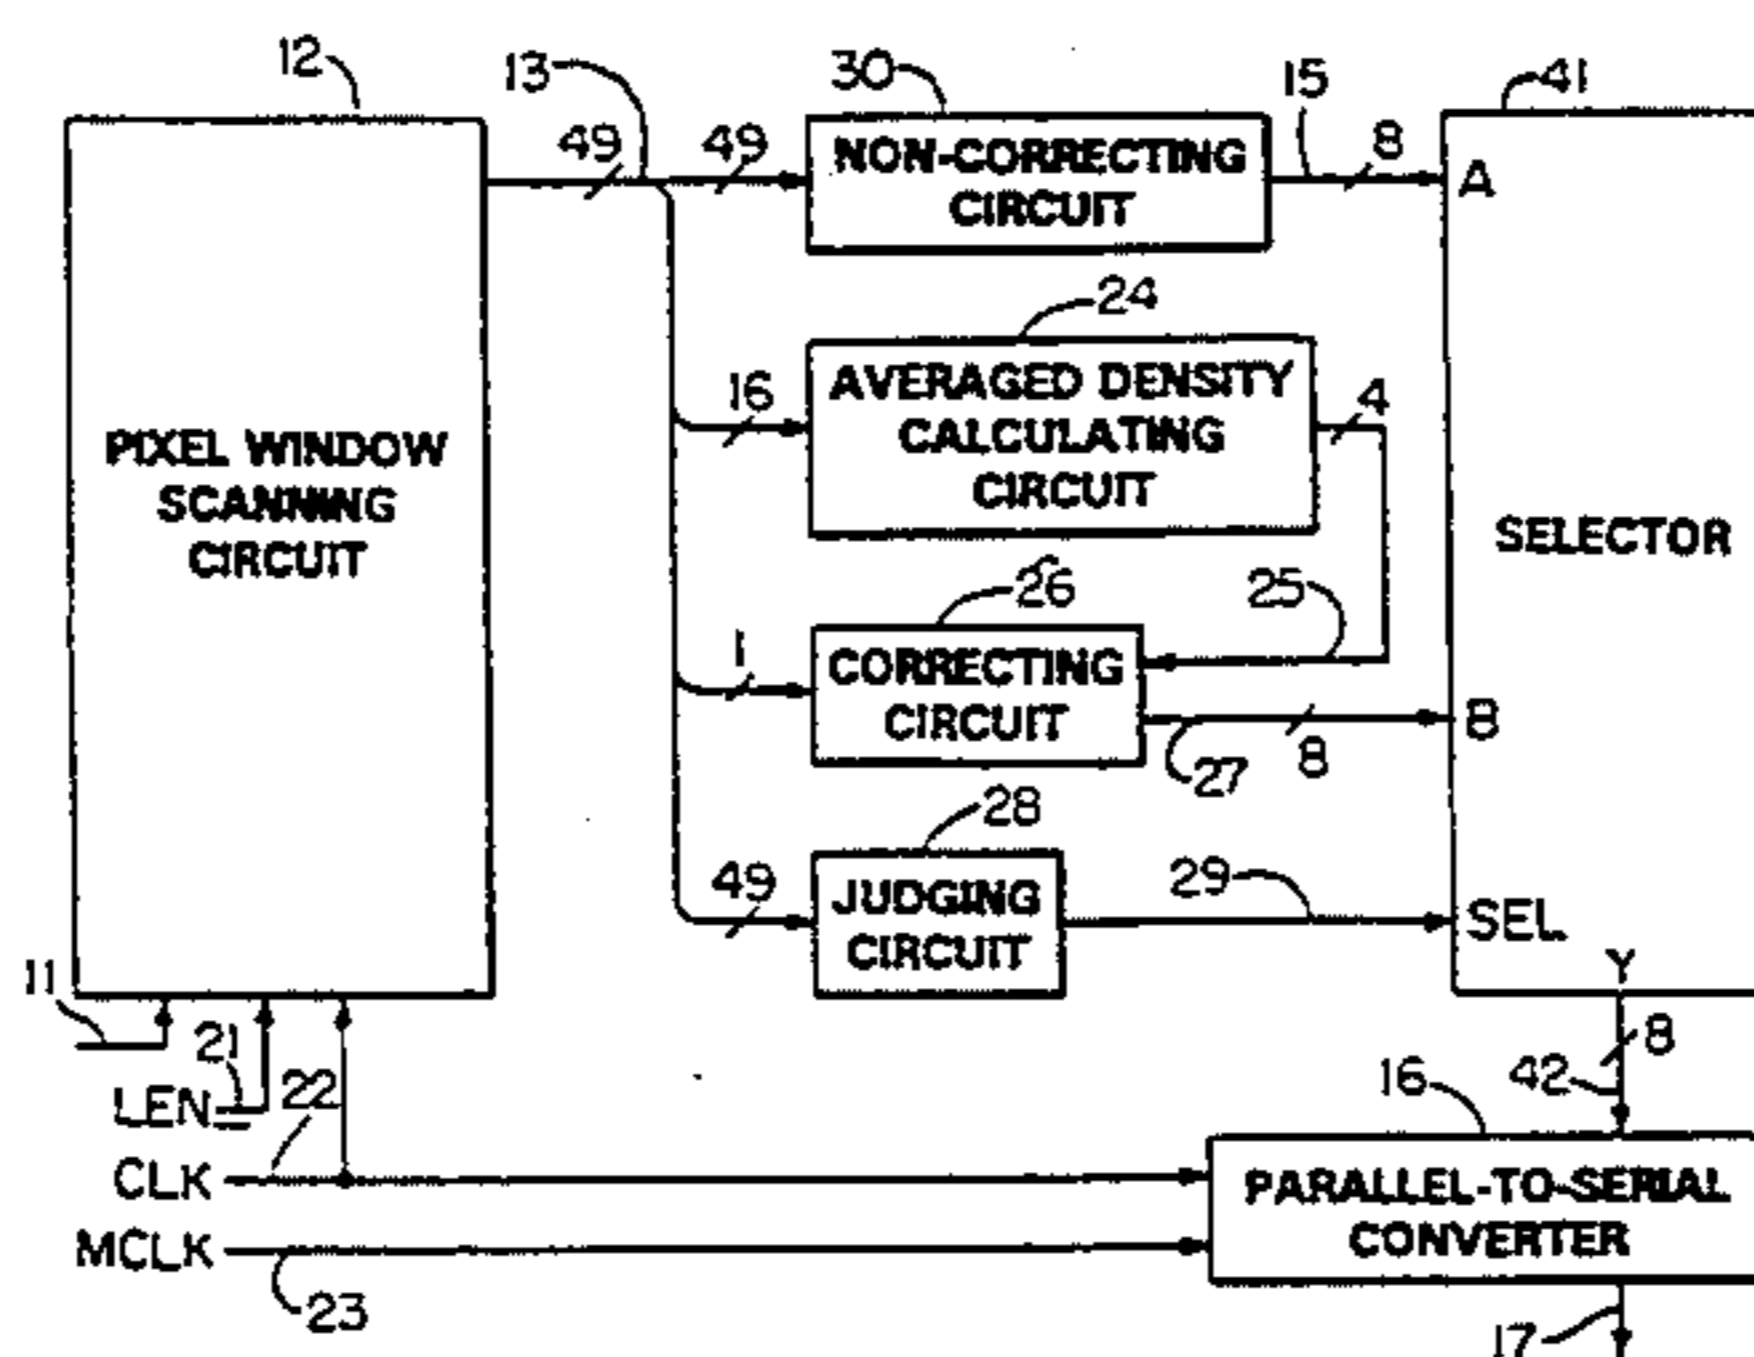 12
13
30
15
41
49
49
NON-CORRECTING
CIRCUIT
8
A
24
16
AVERAGED DENSITY
CALCULATING
CIRCUIT
4
PIXEL WINDOW
SCANNING
CIRCUIT
SELECTOR
26
25
1
CORRECTING
CIRCUIT
27
8
B
28
49
JUDGING
CIRCUIT
29
SEL
Y
11
21
LEN
22
8
42
16
CLK
PARALLEL-TO-SERIAL
CONVERTER
MCLK
23
17